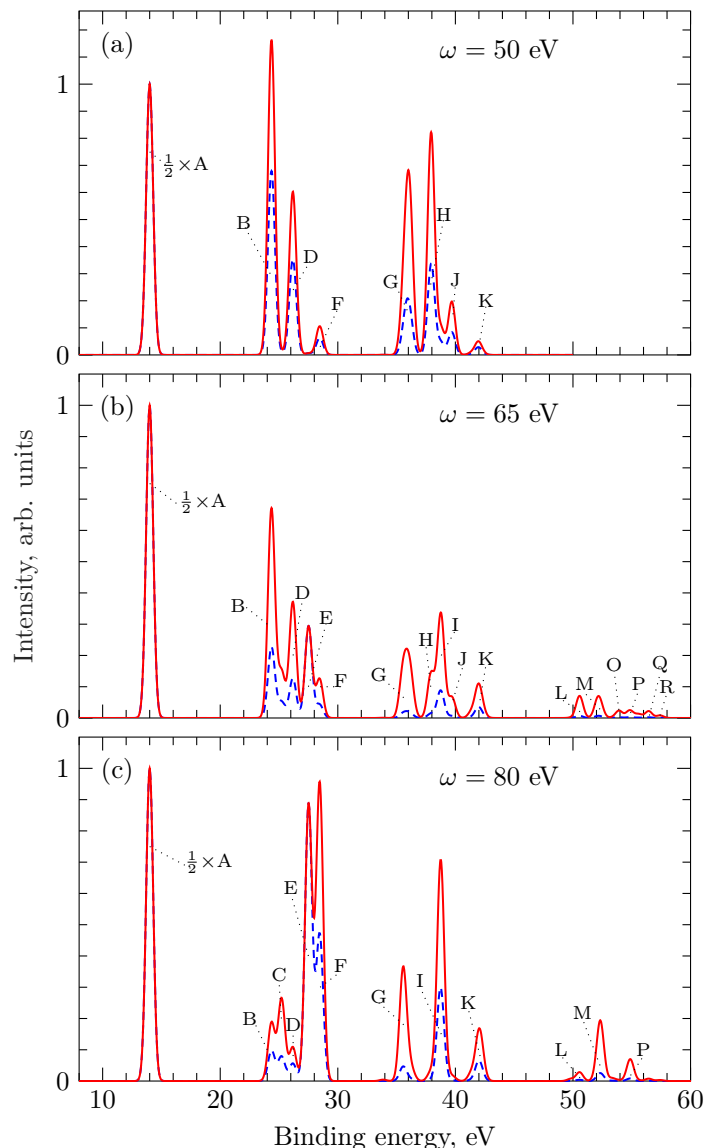 (a)
ω = 50 eV
1
½×A
B
D
F
G
H
J
K
0
(b)
ω = 65 eV
1
½×A
B
D
E
F
G
H
I
J
K
L
M
O
P
Q
R
0
(c)
ω = 80 eV
1
½×A
B
C
D
E
F
G
I
K
L
M
P
0
10 20 30 40 50 60
Binding energy, eV
Intensity, arb. units